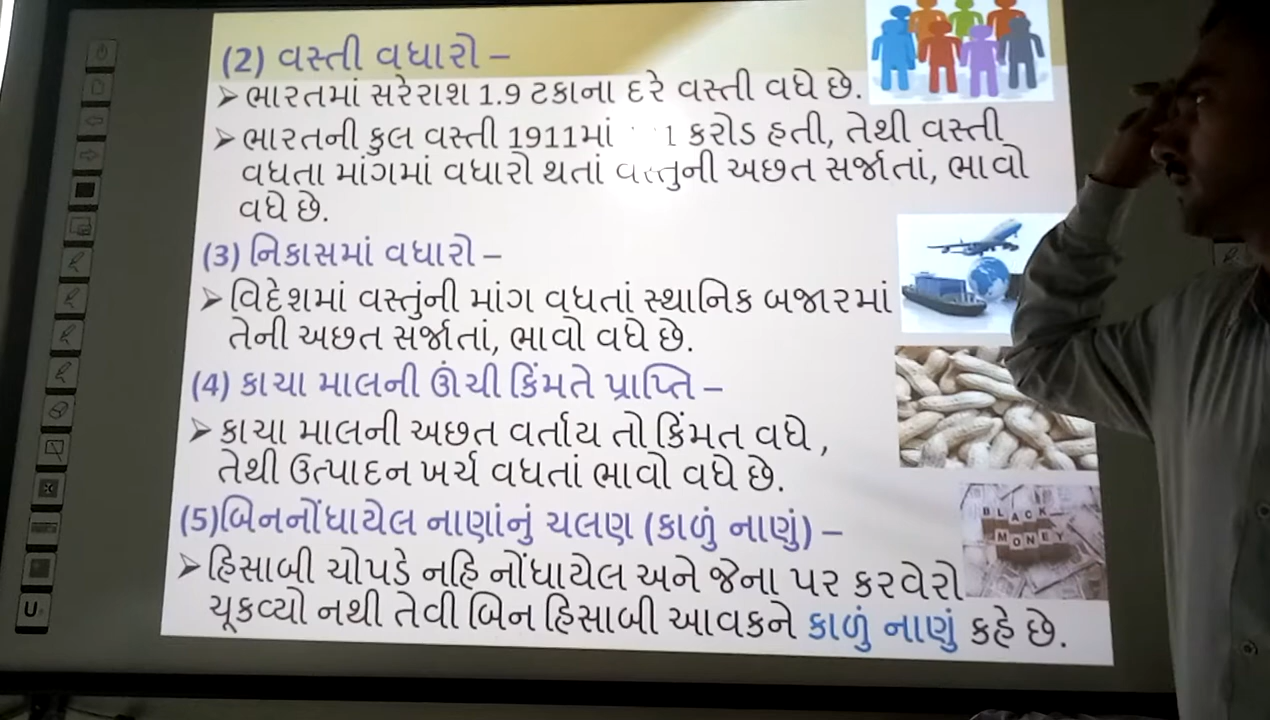 (2) વસ્તી વધારો –
➤ ભારતમાં સરેરાશ 1.9 ટકાના દરે વસ્તી વધે છે.
➤ ભારતની કુલ વસ્તી 1911માં 1 કરોડ હતી, તેથી વસ્તી
વધતા માંગમાં વધારો થતાં વસ્તુની અછત સર્જાતાં, ભાવો
વધે છે.
(3) નિકાસમાં વધારો –
➤ વિદેશમાં વસ્તુંની માંગ વધતાં સ્થાનિક બજારમાં
તેની અછત સર્જાતાં, ભાવો વધે છે.
(4) કાચા માલની ઊંચી કિંમતે પ્રાપ્તિ –
➤ કાચા માલની અછત વર્તાય તો કિંમત વધે ,
તેથી ઉત્પાદન ખર્ચ વધતાં ભાવો વધે છે.
(5)બિનનોંધાયેલ નાણાંનું ચલણ (કાળું નાણું) –
BLACK
MONEY
➤ હિસાબી ચોપડે નહિ નોંધાયેલ અને જેના પર કરવેરો
ચૂકવ્યો નથી તેવી બિન હિસાબી આવકને કાળું નાણું કહે છે.
U